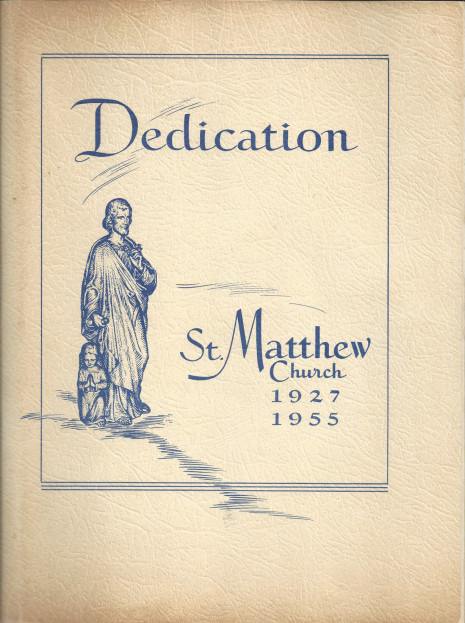 Dedication
St. Matthew
Church
1927
1955